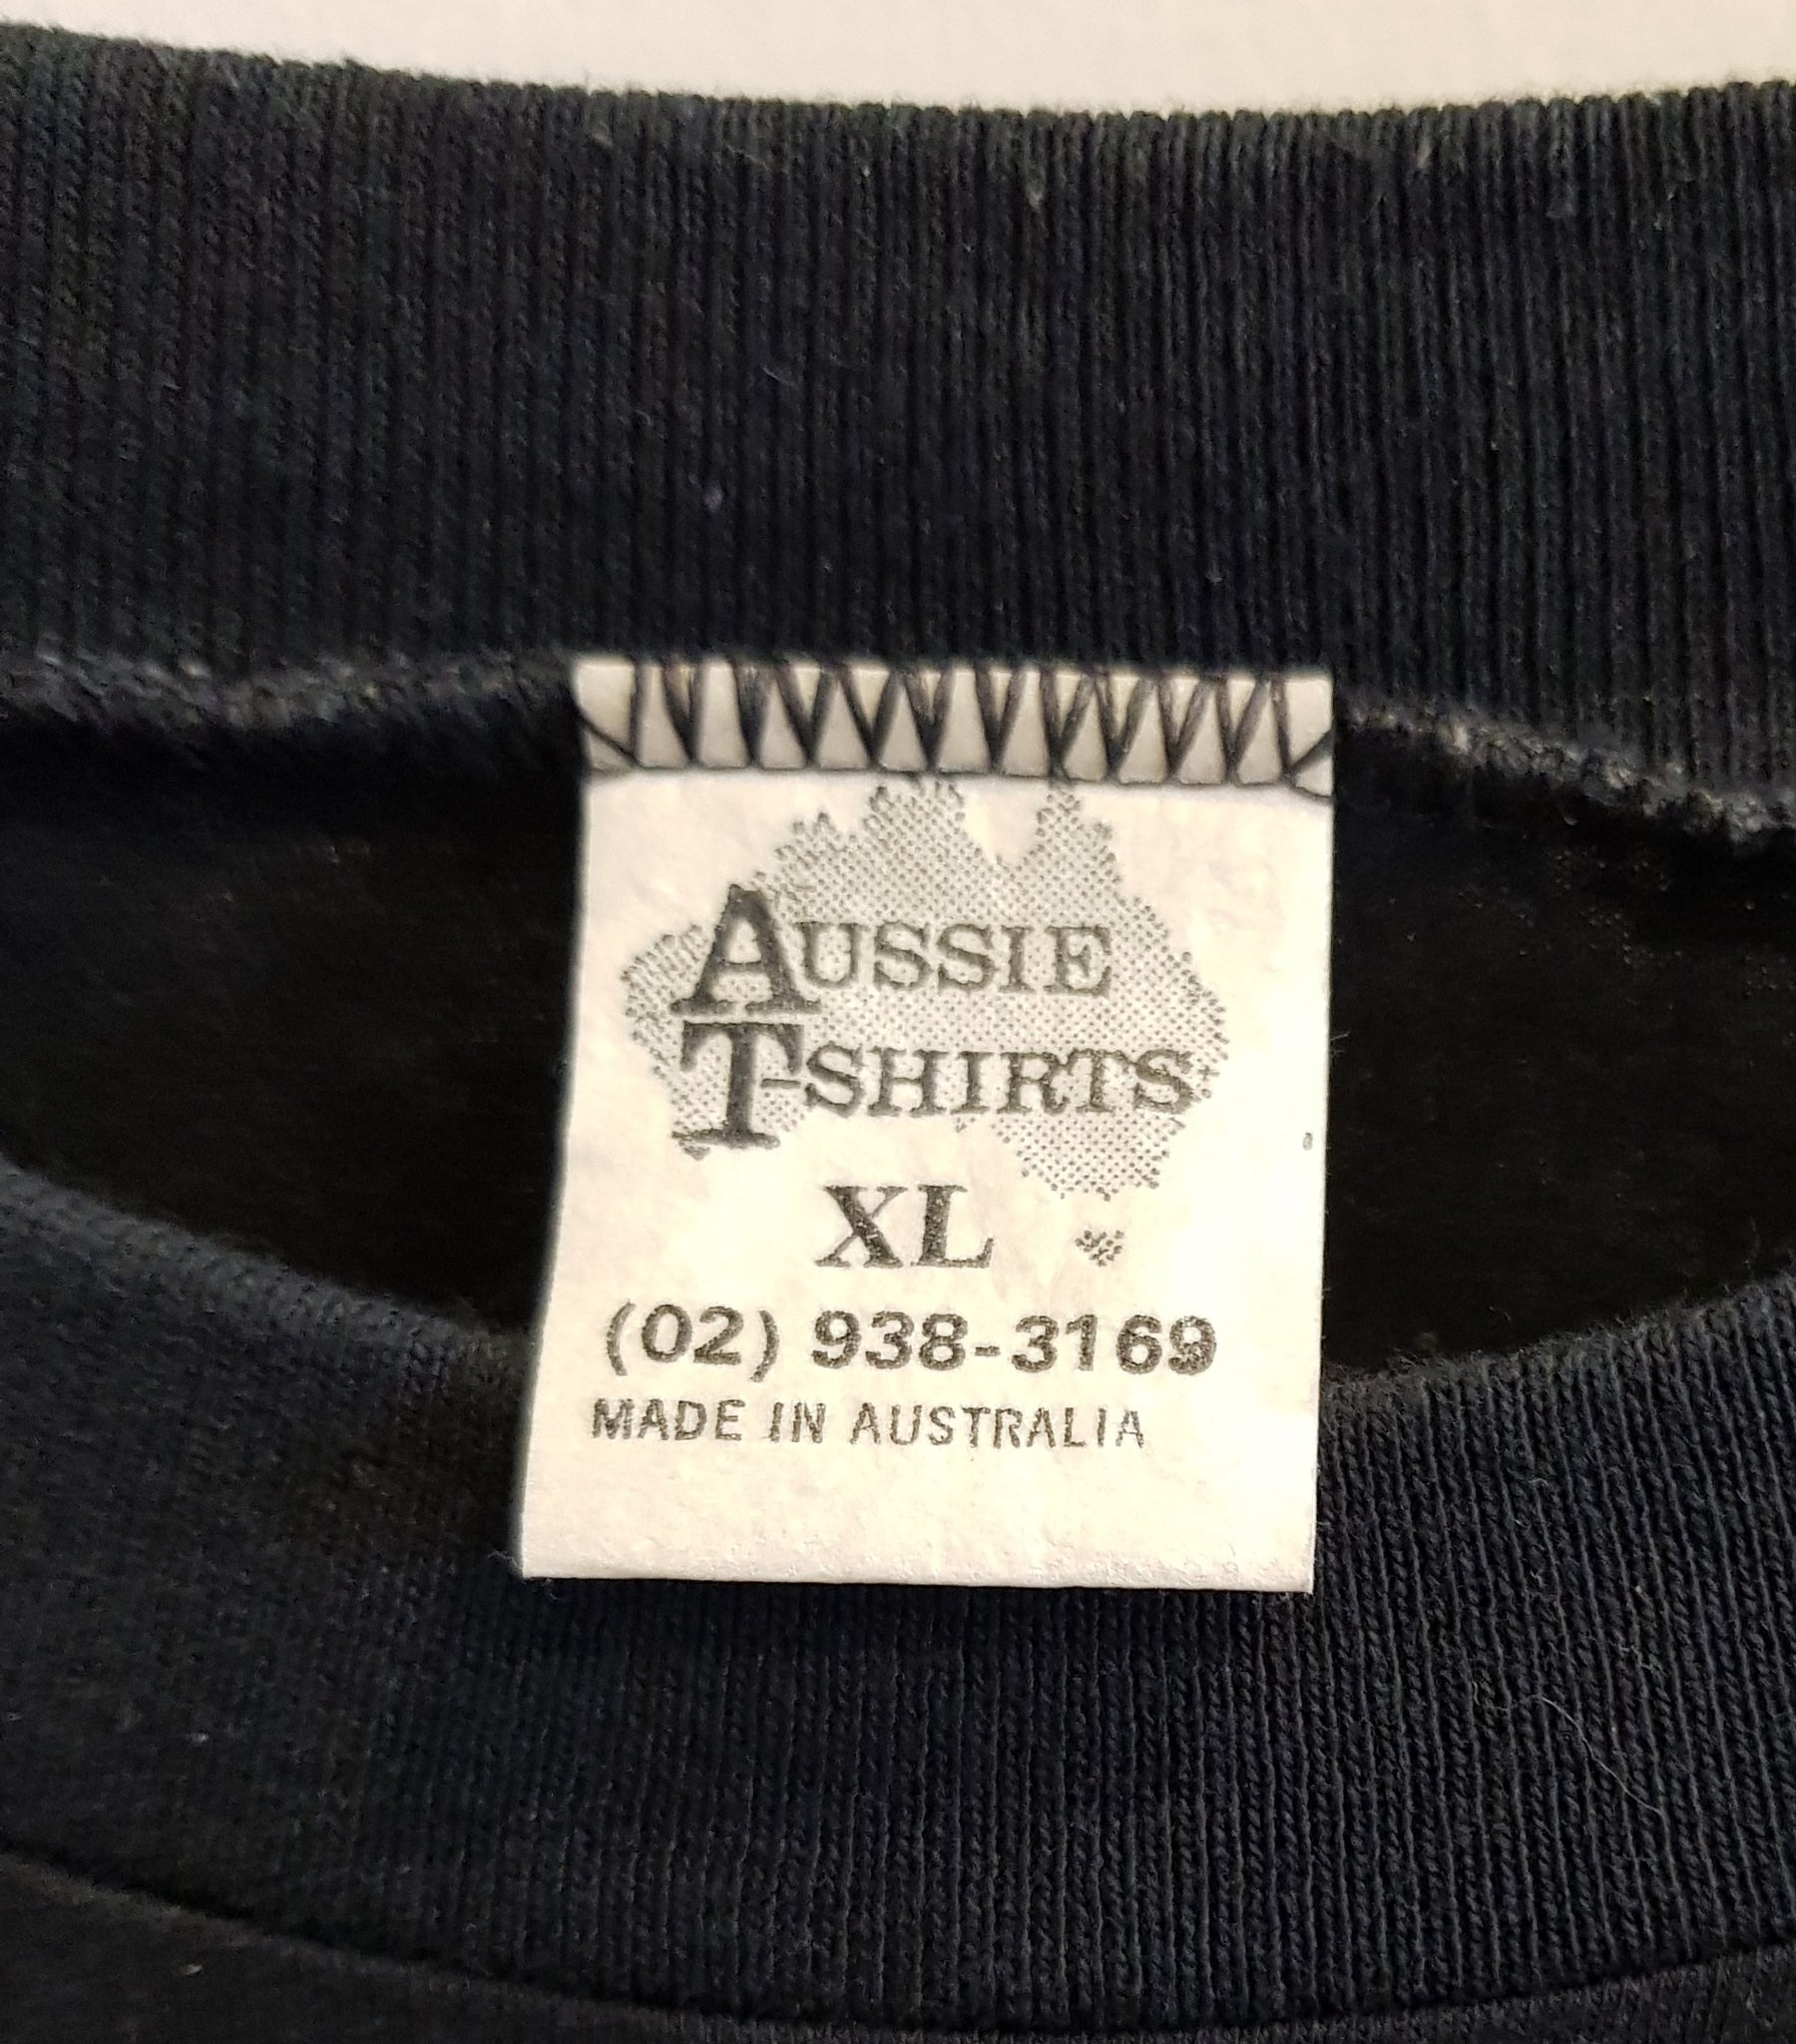 AUSSIE
T-SHIRTS
XL
(02) 938-3169
MADE IN AUSTRALIA